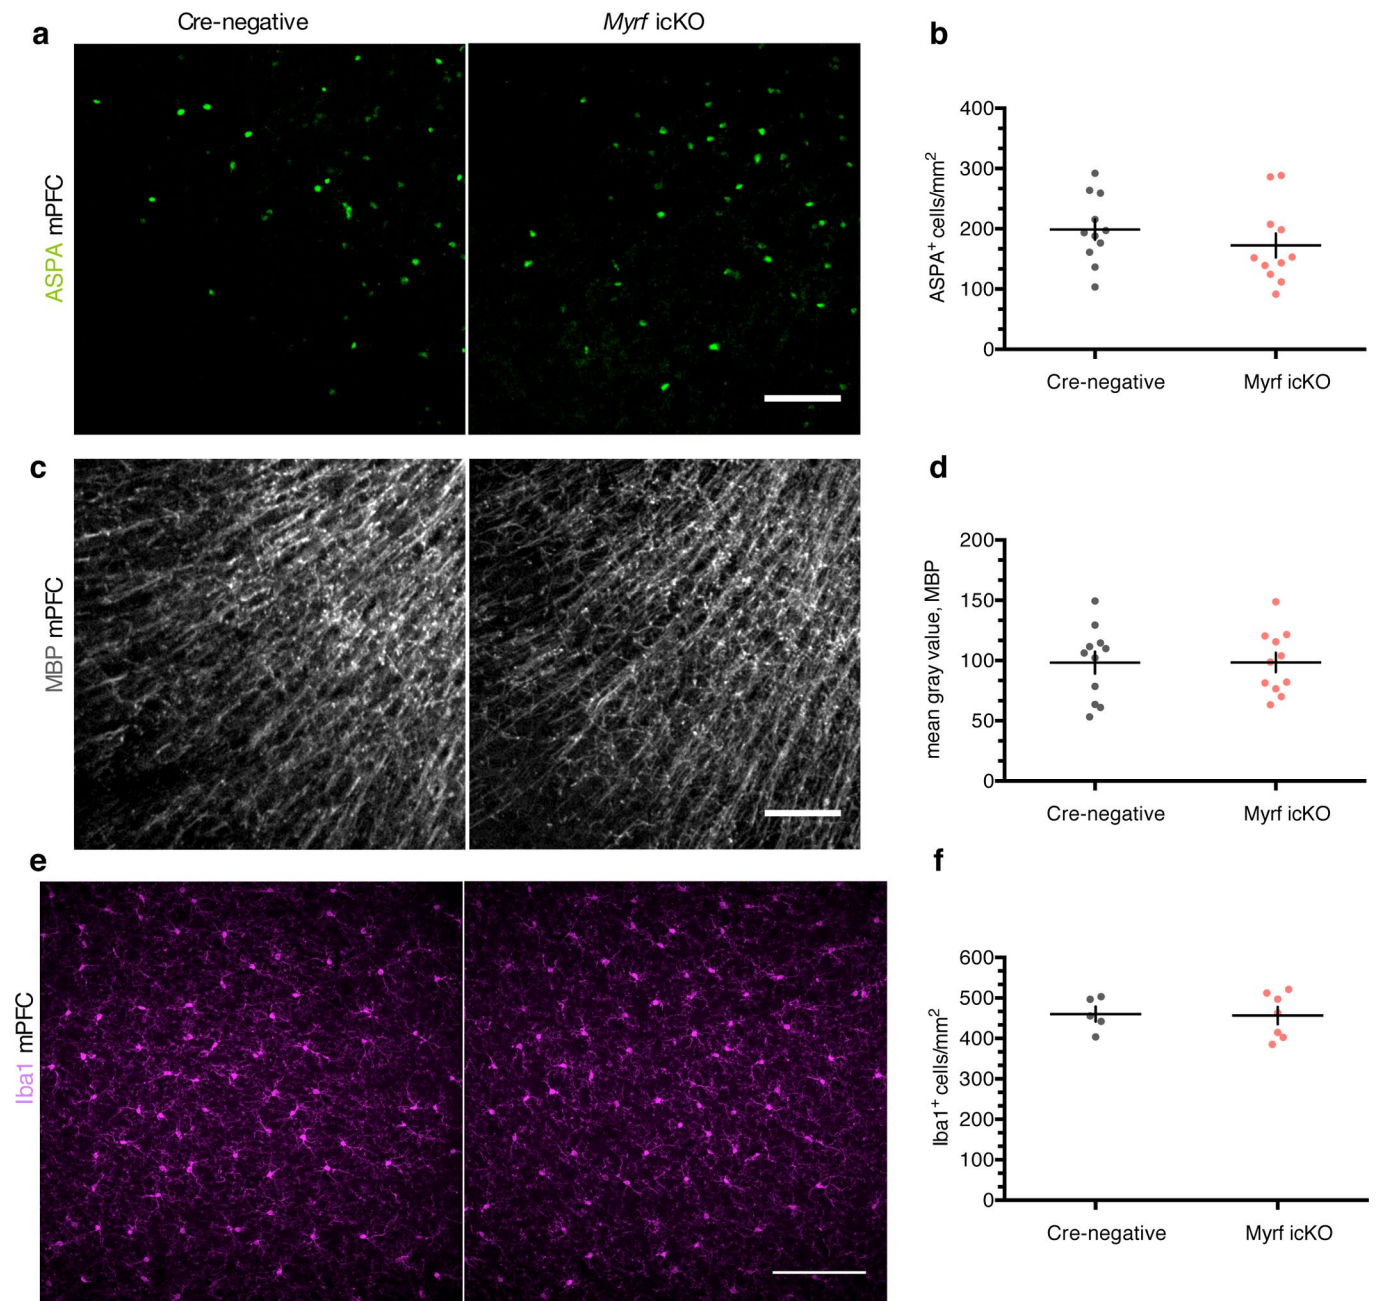 Cre-negative
Myrf icKO
a
ASPA mPFC
b
ASPA⁺ cells/mm²
400
300
200
100
0
Cre-negative
Myrf icKO
c
MBP mPFC
d
mean gray value, MBP
200
150
100
50
0
Cre-negative
Myrf icKO
e
Iba1 mPFC
f
Iba1⁺ cells/mm²
600
500
400
300
200
100
0
Cre-negative
Myrf icKO